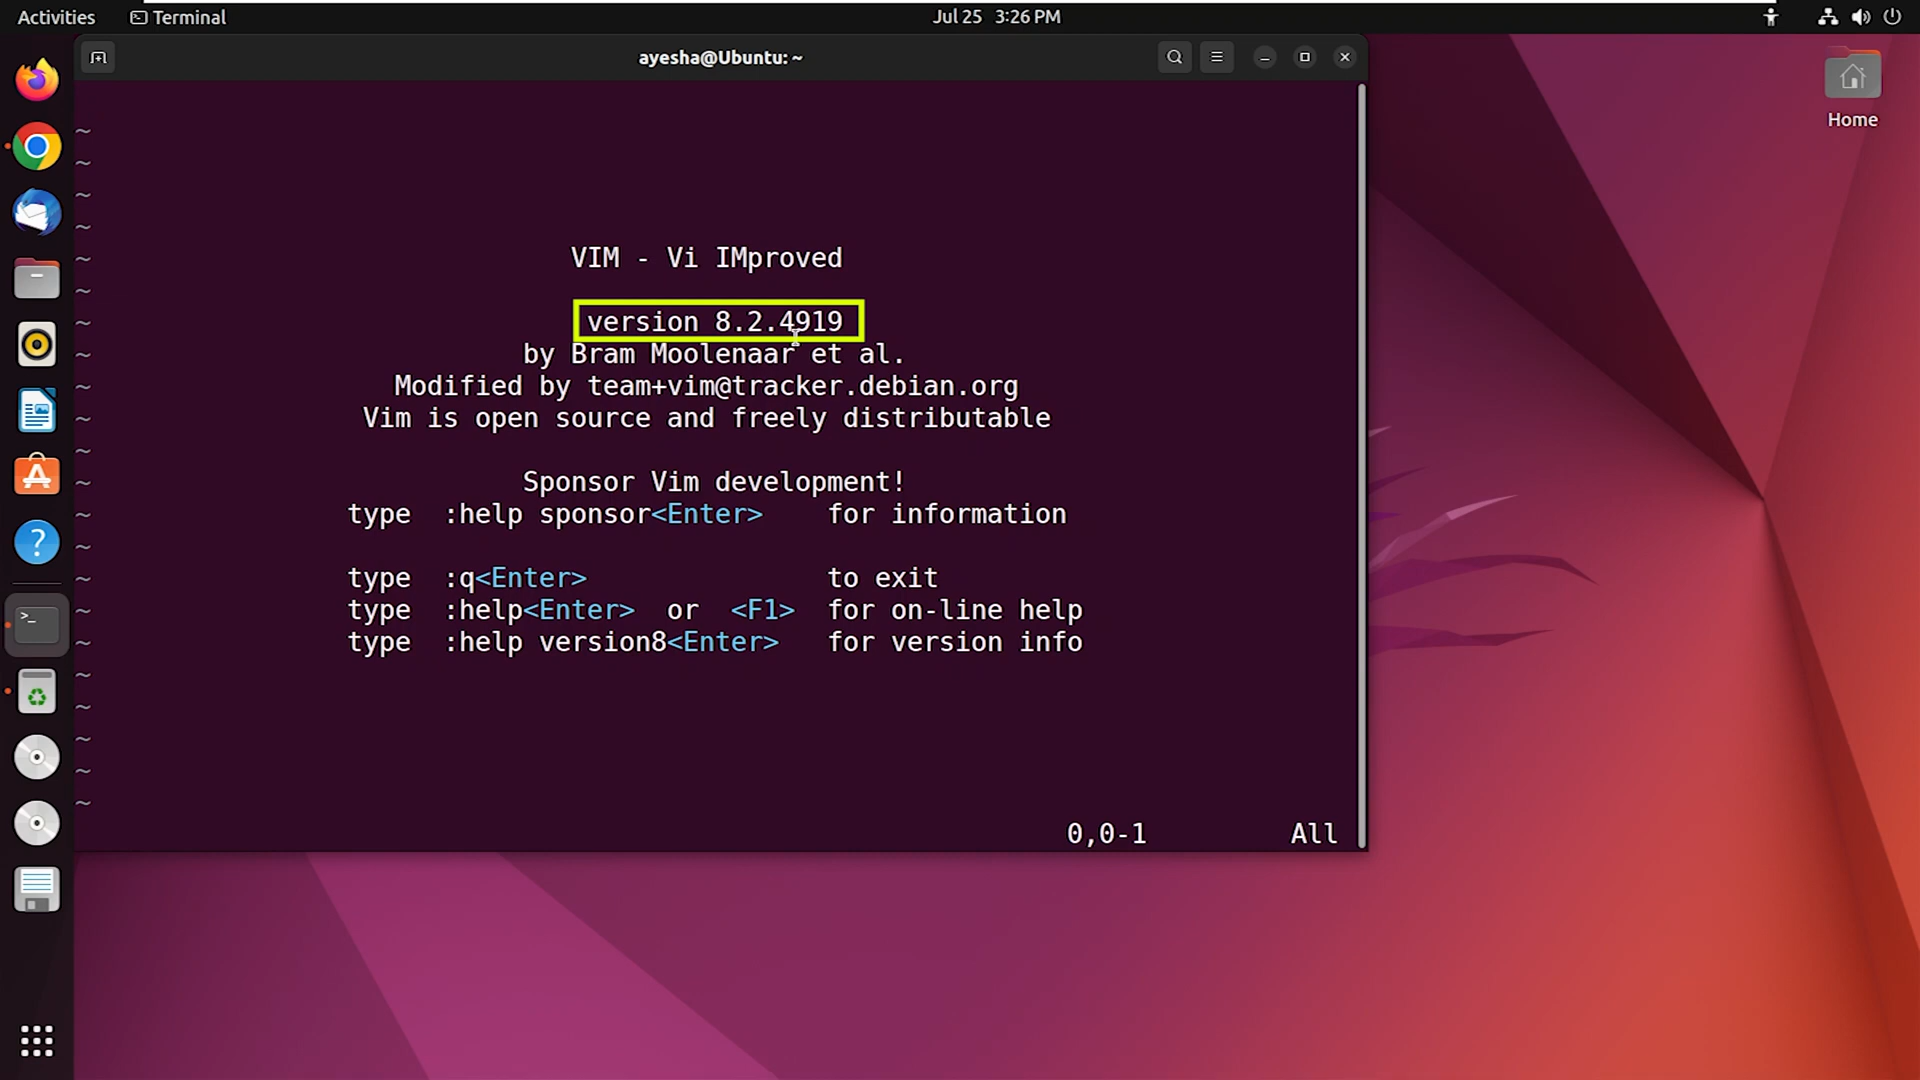 Activities Terminal Jul 25 3:26 PM
ayesha@Ubuntu: ~
Home
~
~
~
~
~ VIM - Vi IMproved
~
~ version 8.2.4919
~ by Bram Moolenaar et al.
~ Modified by team+vim@tracker.debian.org
~ Vim is open source and freely distributable
~
~ Sponsor Vim development!
~ type :help sponsor<Enter> for information
~
~ type :q<Enter> to exit
~ type :help<Enter> or <F1> for on-line help
~ type :help version8<Enter> for version info
~
~
~
~
~
0,0-1 All